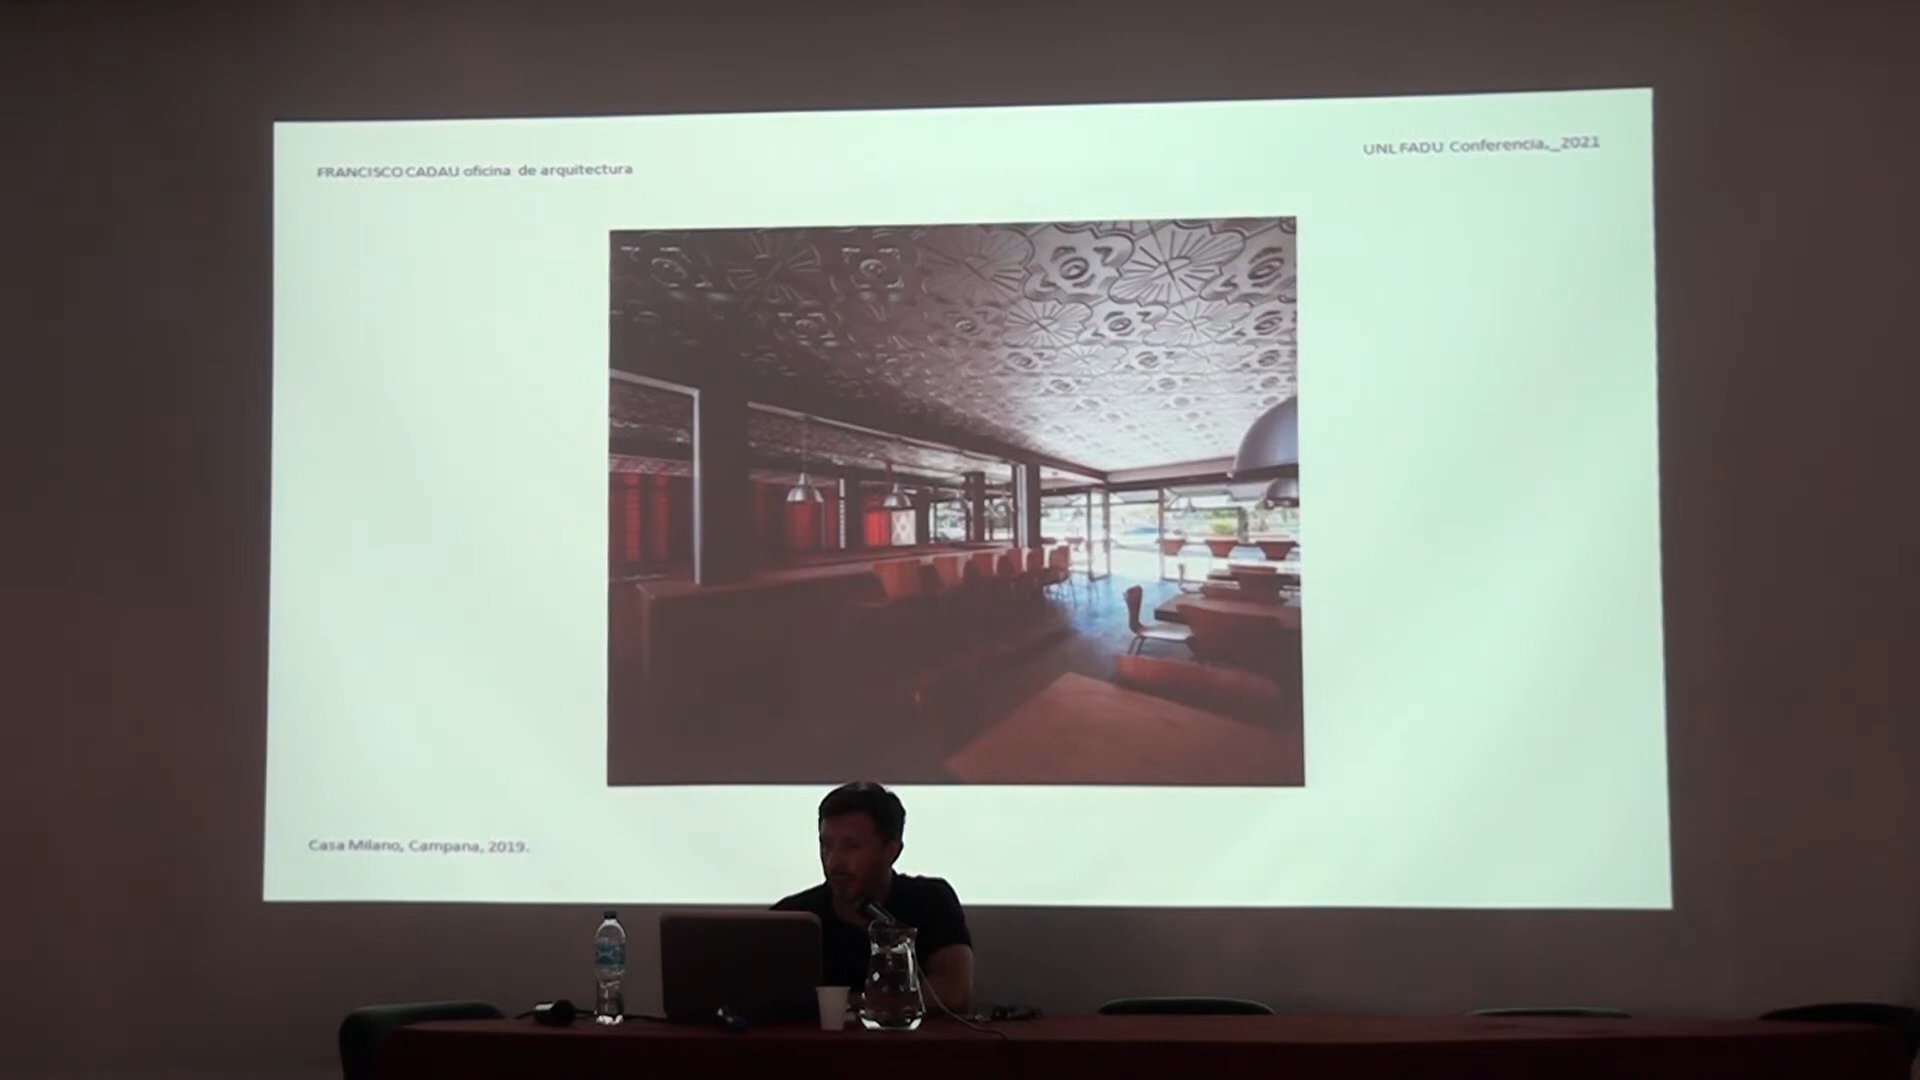 FRANCISCO CADAU oficina de arquitectura
UNL FADU Conferencia,_2021
Casa Milano, Campana, 2019.